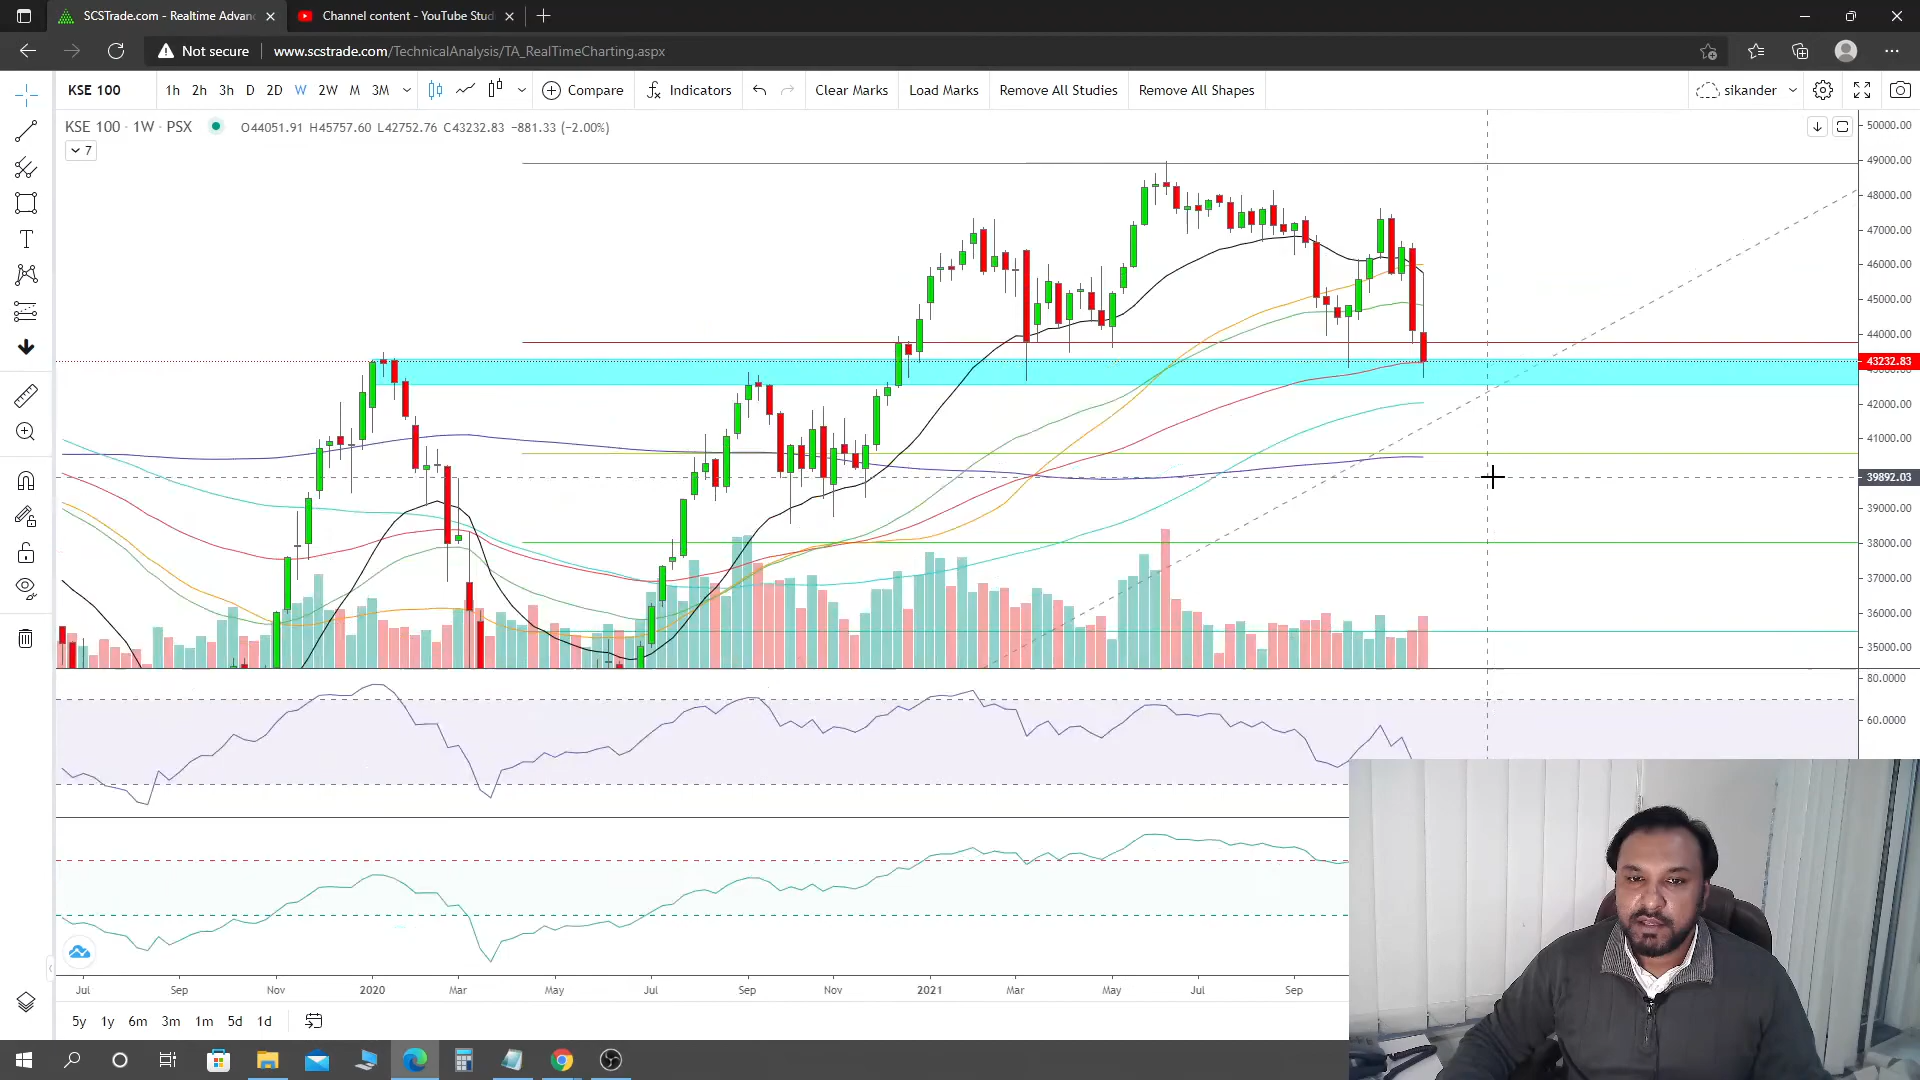 SCSTrade.com - Realtime Advan
Channel content - YouTube Stud
Not secure
www.scstrade.com/TechnicalAnalysis/TA_RealTimeCharting.aspx
KSE 100
1h 2h 3h D 2D W 2W M 3M
Compare
Indicators
Clear Marks
Load Marks
Remove All Studies
Remove All Shapes
sikander
KSE 100 · 1W · PSX
O44051.91 H45757.60 L42752.76 C43232.83 −881.33 (−2.00%)
7
50000.00
49000.00
48000.00
47000.00
46000.00
45000.00
44000.00
43232.83
42000.00
41000.00
39892.03
39000.00
38000.00
37000.00
36000.00
35000.00
80.0000
60.0000
Jul Sep Nov 2020 Mar May Jul Sep Nov 2021 Mar May Jul Sep
5y 1y 6m 3m 1m 5d 1d